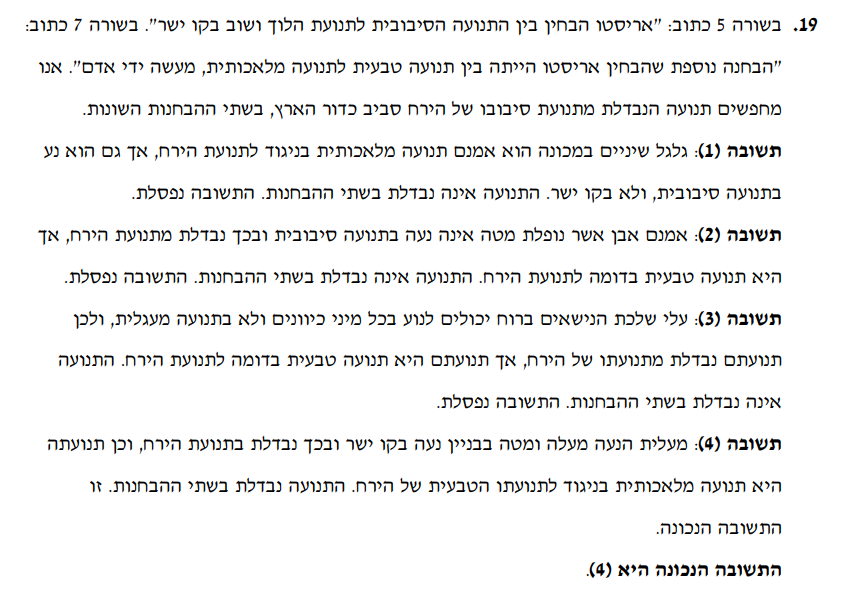 19. בשורה 5 כתוב: "אריסטו הבחין בין התנועה הסיבובית לתנועת הלוך ושוב בקו ישר". בשורה 7 כתוב:
"הבחנה נוספת שהבחין אריסטו הייתה בין תנועה טבעית לתנועה מלאכותית, מעשה ידי אדם". אנו
מחפשים תנועה הנבדלת מתנועת סיבובו של הירח סביב כדור הארץ, בשתי ההבחנות השונות.
תשובה (1): גלגל שיניים במכונה הוא אמנם תנועה מלאכותית בניגוד לתנועת הירח, אך גם הוא נע
בתנועה סיבובית, ולא בקו ישר. התנועה אינה נבדלת בשתי ההבחנות. התשובה נפסלת.
תשובה (2): אמנם אבן אשר נופלת מטה אינה נעה בתנועה סיבובית ובכך נבדלת מתנועת הירח, אך
היא תנועה טבעית בדומה לתנועת הירח. התנועה אינה נבדלת בשתי ההבחנות. התשובה נפסלת.
תשובה (3): עלי שלכת הנישאים ברוח יכולים לנוע בכל מיני כיוונים ולא בתנועה מעגלית, ולכן
תנועתם נבדלת מתנועתו של הירח, אך תנועתם היא תנועה טבעית בדומה לתנועת הירח. התנועה
אינה נבדלת בשתי ההבחנות. התשובה נפסלת.
תשובה (4): מעלית הנעה מעלה ומטה בבניין נעה בקו ישר ובכך נבדלת בתנועת הירח, וכן תנועתה
היא תנועה מלאכותית בניגוד לתנועתו הטבעית של הירח. התנועה נבדלת בשתי ההבחנות. זו
התשובה הנכונה.
התשובה הנכונה היא (4).